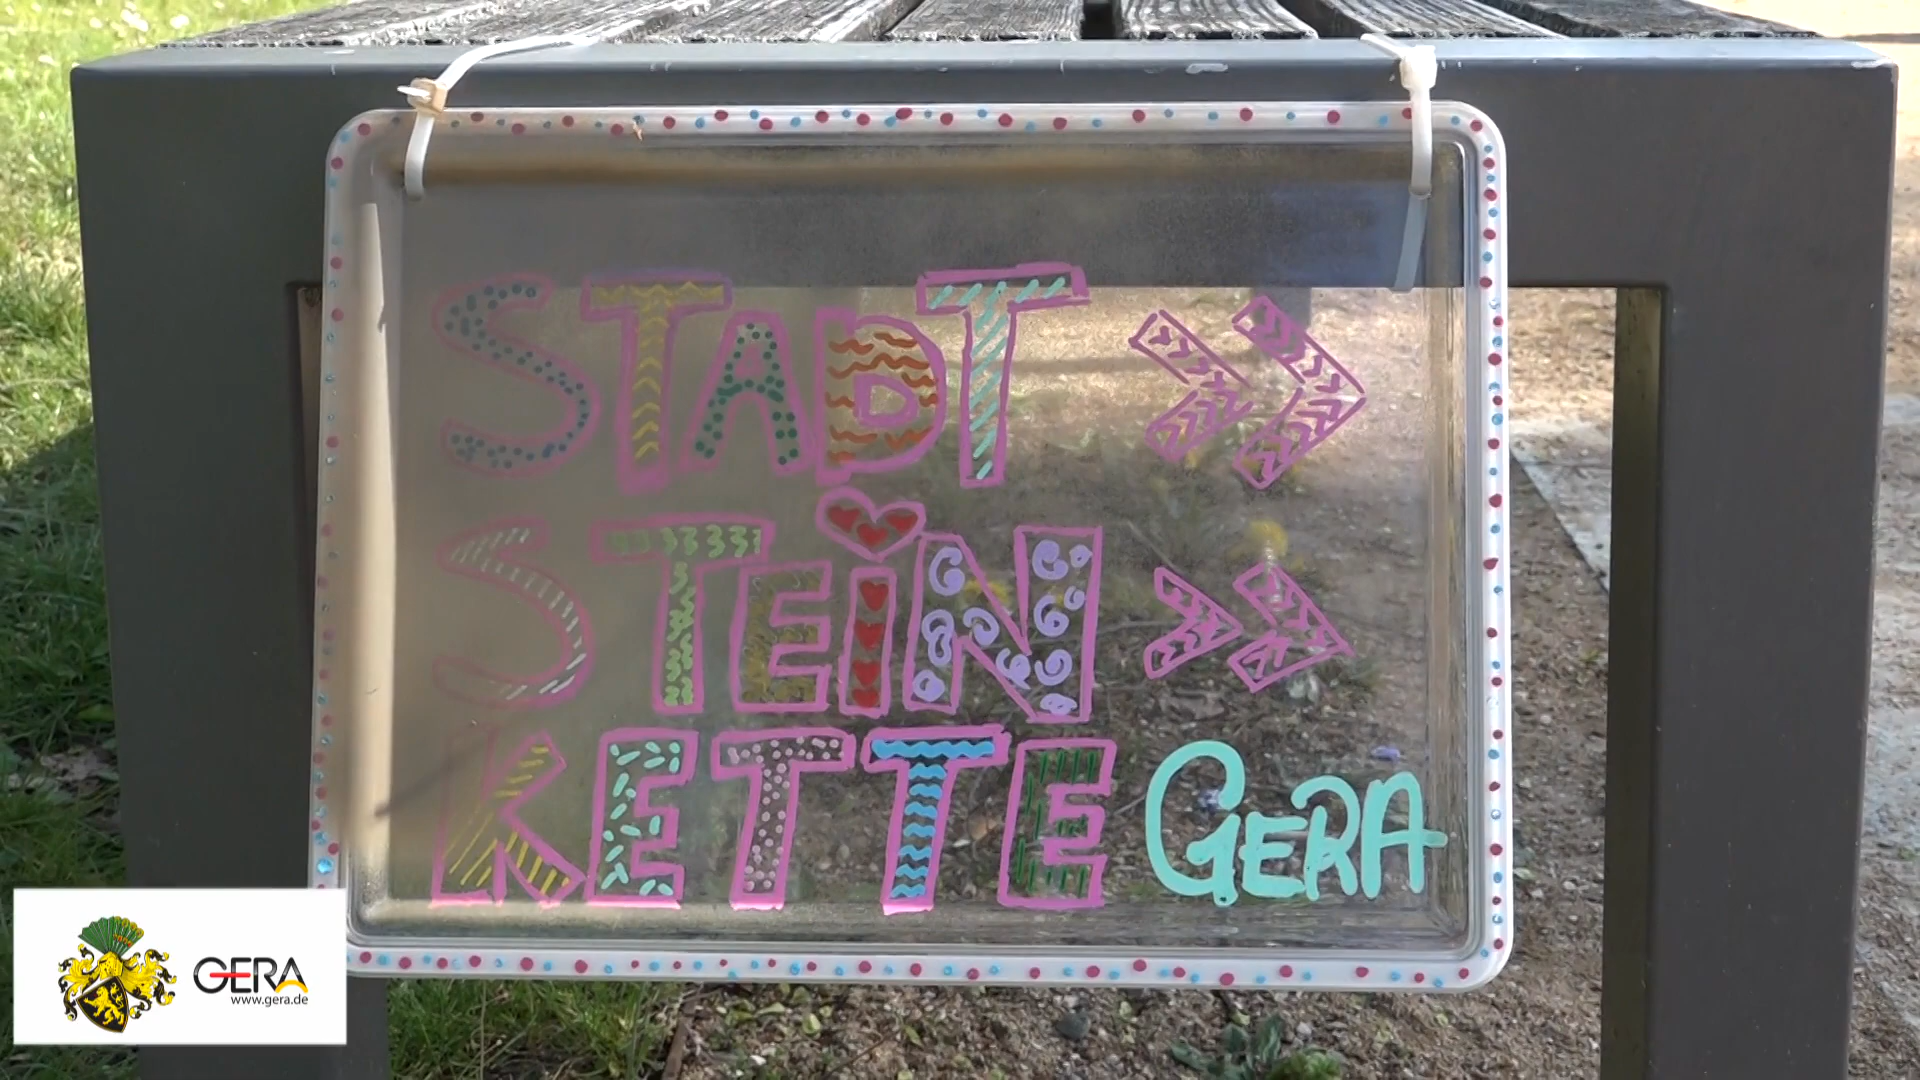 STADT >>
STEiN >>
KETTE GERA
GERA
www.gera.de